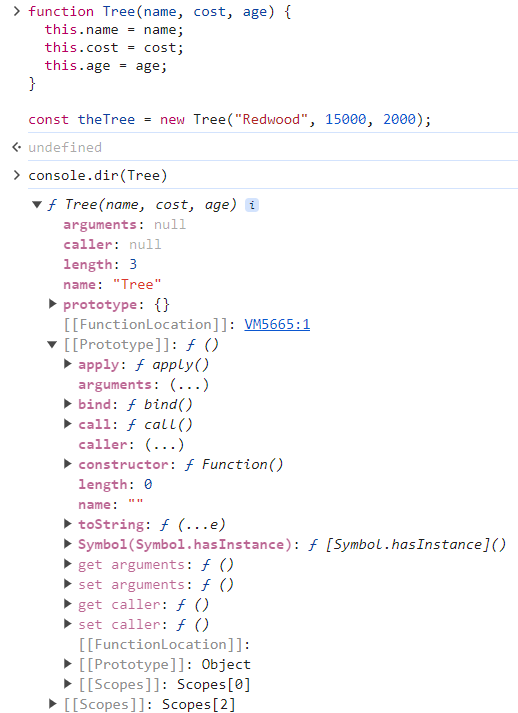 function Tree(name, cost, age) {
this.name = name;
this.cost = cost;
this.age = age;
}
const theTree = new Tree("Redwood", 15000, 2000);
undefined
console.dir(Tree)
ƒ Tree(name, cost, age) i
arguments: null
caller: null
length: 3
name: "Tree"
prototype: {}
[[FunctionLocation]]: VM5665:1
[[Prototype]]: ƒ ()
apply: ƒ apply()
arguments: (...)
bind: ƒ bind()
call: ƒ call()
caller: (...)
constructor: ƒ Function()
length: 0
name: ""
toString: ƒ (...e)
Symbol(Symbol.hasInstance): ƒ [Symbol.hasInstance]()
get arguments: ƒ ()
set arguments: ƒ ()
get caller: ƒ ()
set caller: ƒ ()
[[FunctionLocation]]:
[[Prototype]]: Object
[[Scopes]]: Scopes[0]
[[Scopes]]: Scopes[2]